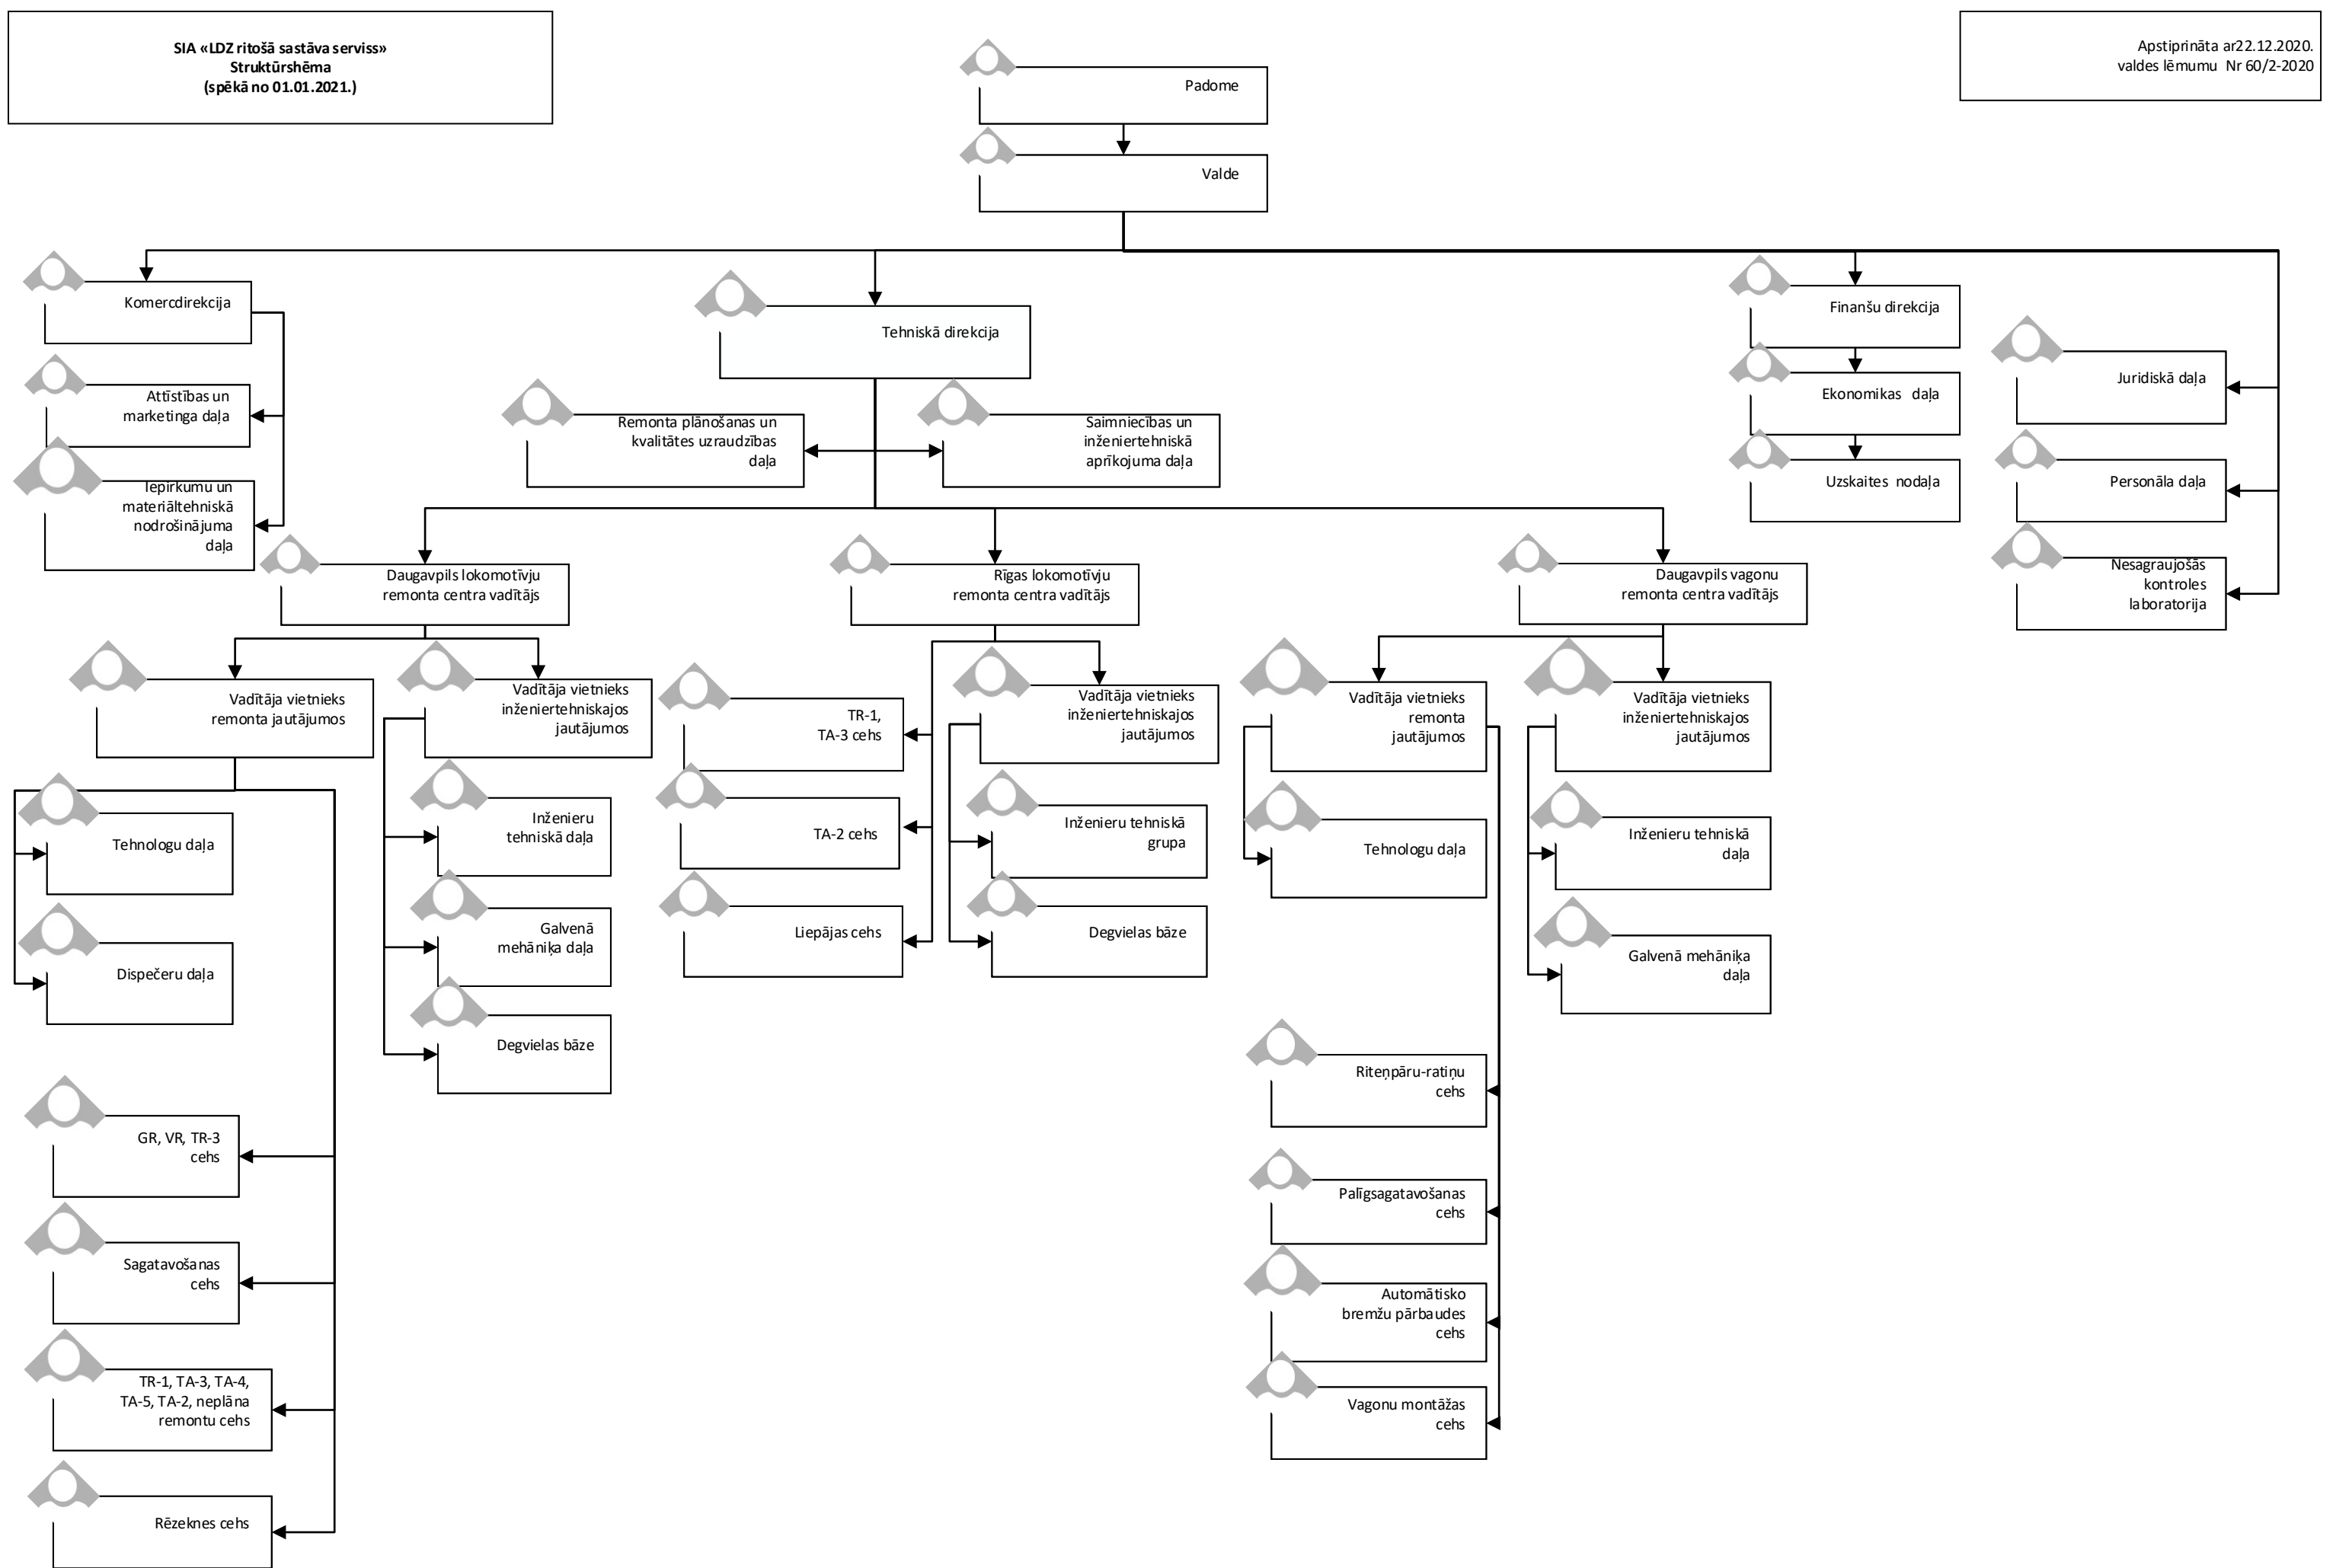 SIA «LDZ ritošā sastāva serviss»
Struktūrshēma
(spēkā no 01.01.2021.)
Apstiprināta ar22.12.2020.
valdes lēmumu Nr 60/2-2020
Padome
Valde
Komercdirekcija
Attīstības un
marketinga daļa
Iepirkumu un
materiāltehniskā
nodrošinājuma
daļa
Tehniskā direkcija
Remonta plānošanas un
kvalitātes uzraudzības
daļa
Saimniecības un
inženiertehniskā
aprīkojuma daļa
Finanšu direkcija
Ekonomikas daļa
Uzskaites nodaļa
Juridiskā daļa
Personāla daļa
Nesagraujošās
kontroles
laboratorija
Daugavpils lokomotīvju
remonta centra vadītājs
Rīgas lokomotīvju
remonta centra vadītājs
Daugavpils vagonu
remonta centra vadītājs
Vadītāja vietnieks
remonta jautājumos
Vadītāja vietnieks
inženiertehniskajos
jautājumos
Tehnologu daļa
Dispečeru daļa
Inženieru
tehniskā daļa
Galvenā
mehāniķa daļa
Degvielas bāze
GR, VR, TR-3
cehs
Sagatavošanas
cehs
TR-1, TA-3, TA-4,
TA-5, TA-2, neplāna
remontu cehs
Rēzeknes cehs
TR-1,
TA-3 cehs
TA-2 cehs
Liepājas cehs
Vadītāja vietnieks
inženiertehniskajos
jautājumos
Inženieru tehniskā
grupa
Degvielas bāze
Vadītāja vietnieks
remonta
jautājumos
Tehnologu daļa
Vadītāja vietnieks
inženiertehniskajos
jautājumos
Inženieru tehniskā
daļa
Galvenā mehāniķa
daļa
Riteņpāru-ratiņu
cehs
Palīgsagatavošanas
cehs
Automātisko
bremžu pārbaudes
cehs
Vagonu montāžas
cehs